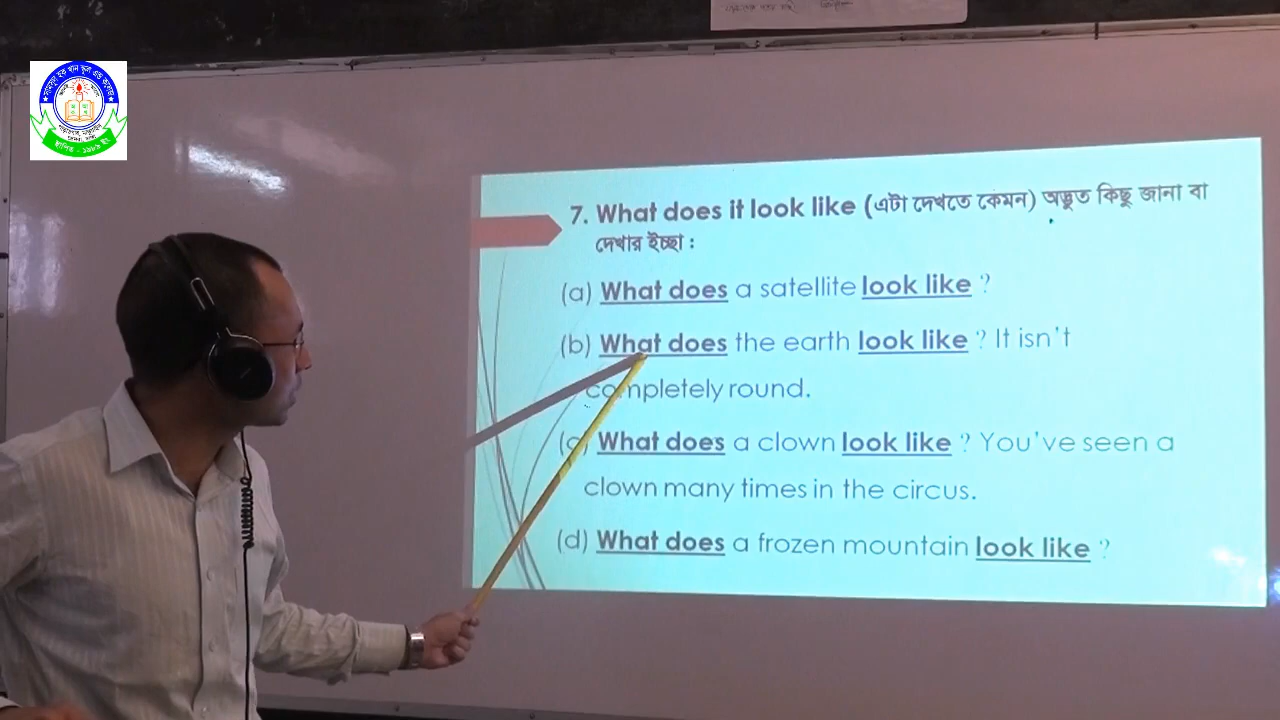 7. What does it look like (এটা দেখতে কেমন) অদ্ভুত কিছু জানা বা
দেখার ইচ্ছা :
(a) What does a satellite look like ?
(b) What does the earth look like ? It isn't
completely round.
(c) What does a clown look like ? You've seen a
clown many times in the circus.
(d) What does a frozen mountain look like ?